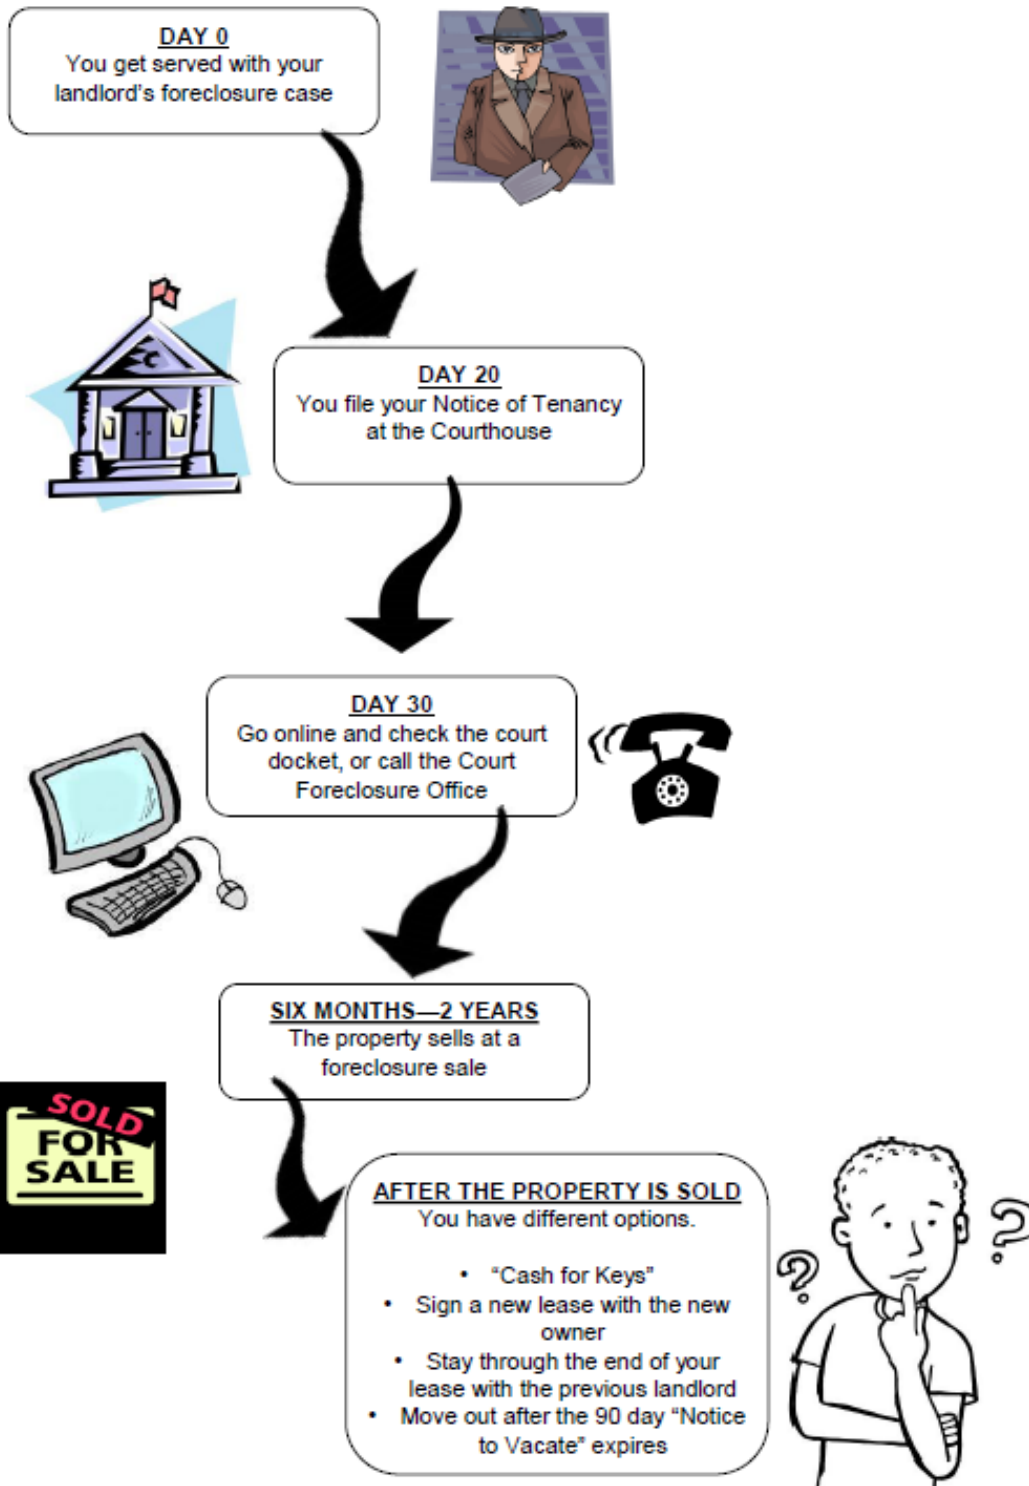 DAY 0
You get served with your
landlord's foreclosure case
DAY 20
You file your Notice of Tenancy
at the Courthouse
DAY 30
Go online and check the court
docket, or call the Court
Foreclosure Office
SIX MONTHS—2 YEARS
The property sells at a
foreclosure sale
SOLD
FOR
SALE
AFTER THE PROPERTY IS SOLD
You have different options.
• "Cash for Keys"
• Sign a new lease with the new
owner
• Stay through the end of your
lease with the previous landlord
• Move out after the 90 day "Notice
to Vacate" expires
? ?